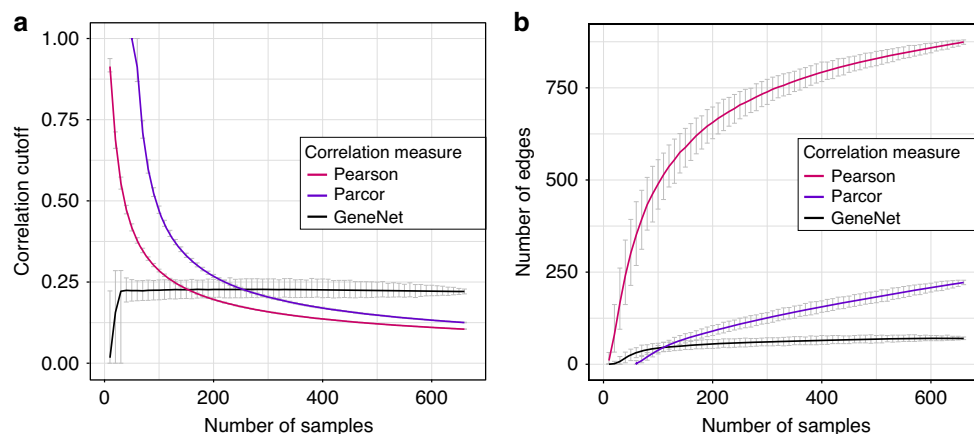 a
Correlation cutoff
1.00
0.75
0.50
0.25
0.00
Correlation measure
Pearson
Parcor
GeneNet
0
200
400
600
Number of samples
b
Number of edges
750
500
250
0
Correlation measure
Pearson
Parcor
GeneNet
0
200
400
600
Number of samples